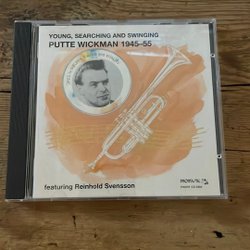 YOUNG, SEARCHING AND SWINGING
PUTTE WICKMAN 1945–55
featuring Reinhold Svensson